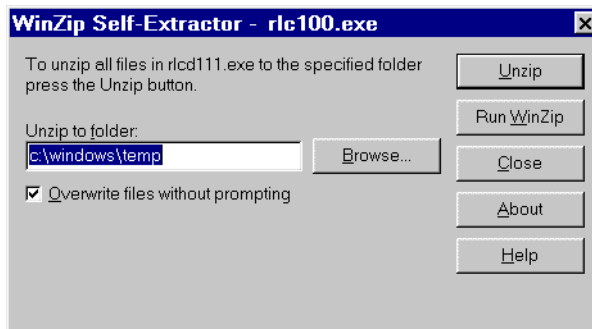 WinZip Self-Extractor - rlc100.exe
To unzip all files in rlcd111.exe to the specified folder
press the Unzip button.
Unzip to folder:
c:\windows\temp
Browse...
Overwrite files without prompting
Unzip
Run WinZip
Close
About
Help